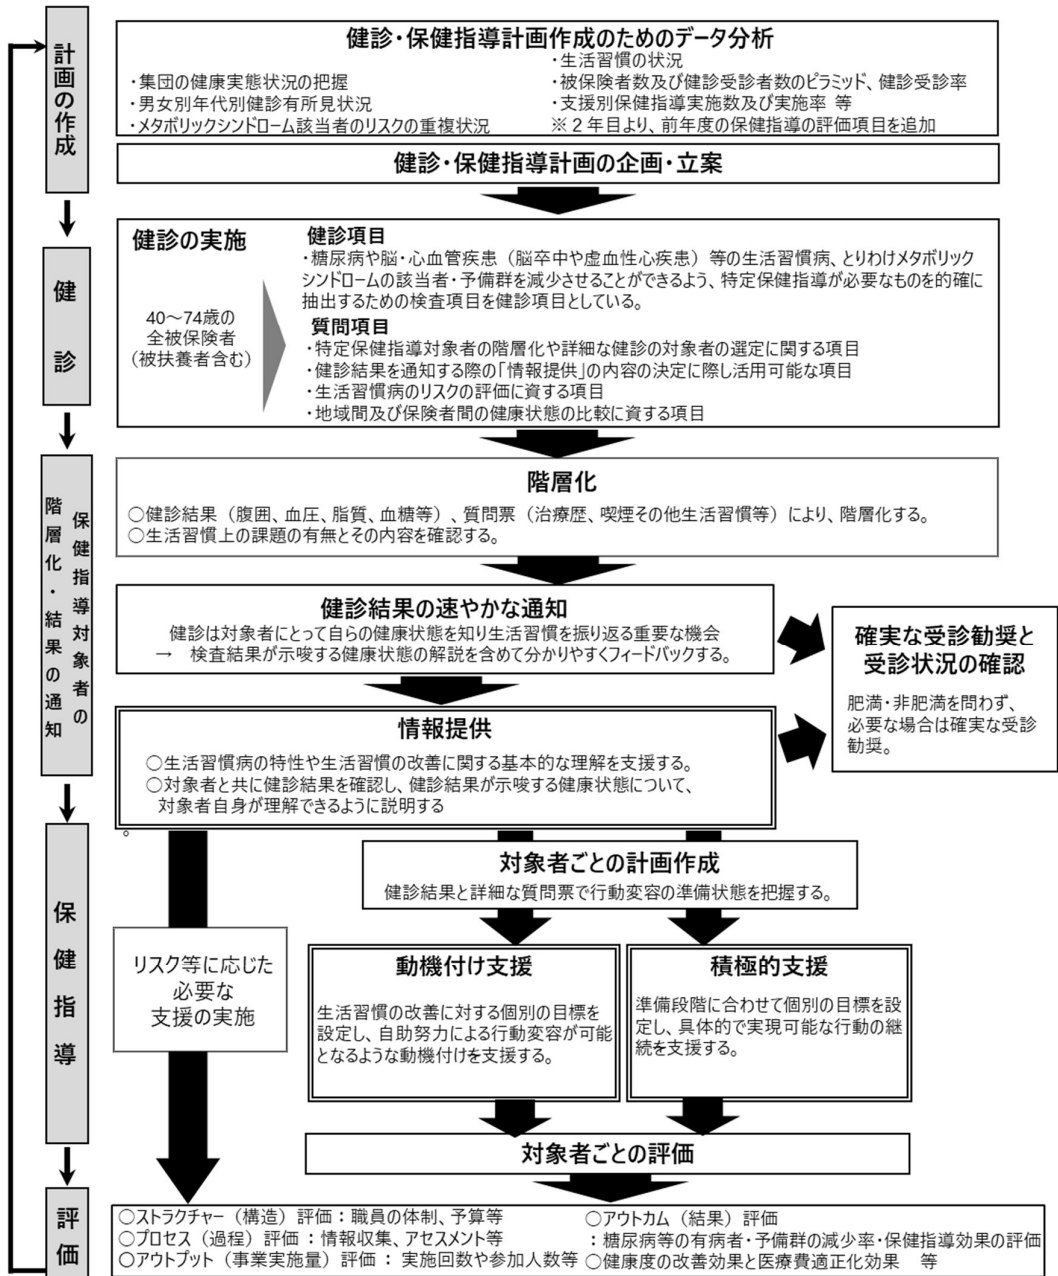 計画の作成
健診・保健指導計画作成のためのデータ分析
・集団の健康実態状況の把握
・男女別年代別健診有所見状況
・メタボリックシンドローム該当者のリスクの重複状況
・生活習慣の状況
・被保険者数及び健診受診者数のピラミッド、健診受診率
・支援別保健指導実施数及び実施率 等
※２年目より、前年度の保健指導の評価項目を追加
健診・保健指導計画の企画・立案
健診
健診の実施
40～74歳の
全被保険者
(被扶養者含む)
健診項目
・糖尿病や脳・心血管疾患（脳卒中や虚血性心疾患）等の生活習慣病、とりわけメタボリック
シンドロームの該当者・予備群を減少させることができるよう、特定保健指導が必要なものを的確に
抽出するための検査項目を健診項目としている。
質問項目
・特定保健指導対象者の階層化や詳細な健診の対象者の選定に関する項目
・健診結果を通知する際の「情報提供」の内容の決定に際し活用可能な項目
・生活習慣病のリスクの評価に資する項目
・地域間及び保険者間の健康状態の比較に資する項目
保健指導対象者の
階層化・結果の通知
階層化
○健診結果（腹囲、血圧、脂質、血糖等）、質問票（治療歴、喫煙その他生活習慣等）により、階層化する。
○生活習慣上の課題の有無とその内容を確認する。
健診結果の速やかな通知
健診は対象者にとって自らの健康状態を知り生活習慣を振り返る重要な機会
→ 検査結果が示唆する健康状態の解説を含めて分かりやすくフィードバックする。
確実な受診勧奨と
受診状況の確認
肥満・非肥満を問わず、
必要な場合は確実な受診
勧奨。
情報提供
○生活習慣病の特性や生活習慣の改善に関する基本的な理解を支援する。
○対象者と共に健診結果を確認し、健診結果が示唆する健康状態について、
対象者自身が理解できるように説明する
。
保健指導
対象者ごとの計画作成
健診結果と詳細な質問票で行動変容の準備状態を把握する。
リスク等に応じた
必要な
支援の実施
動機付け支援
生活習慣の改善に対する個別の目標を
設定し、自助努力による行動変容が可能
となるような動機付けを支援する。
積極的支援
準備段階に合わせて個別の目標を設
定し、具体的で実現可能な行動の継
続を支援する。
対象者ごとの評価
評価
○ストラクチャー（構造）評価：職員の体制、予算等
○プロセス（過程）評価：情報収集、アセスメント等
○アウトプット（事業実施量）評価： 実施回数や参加人数等
○アウトカム（結果）評価
：糖尿病等の有病者・予備群の減少率・保健指導効果の評価
○健康度の改善効果と医療費適正化効果 等